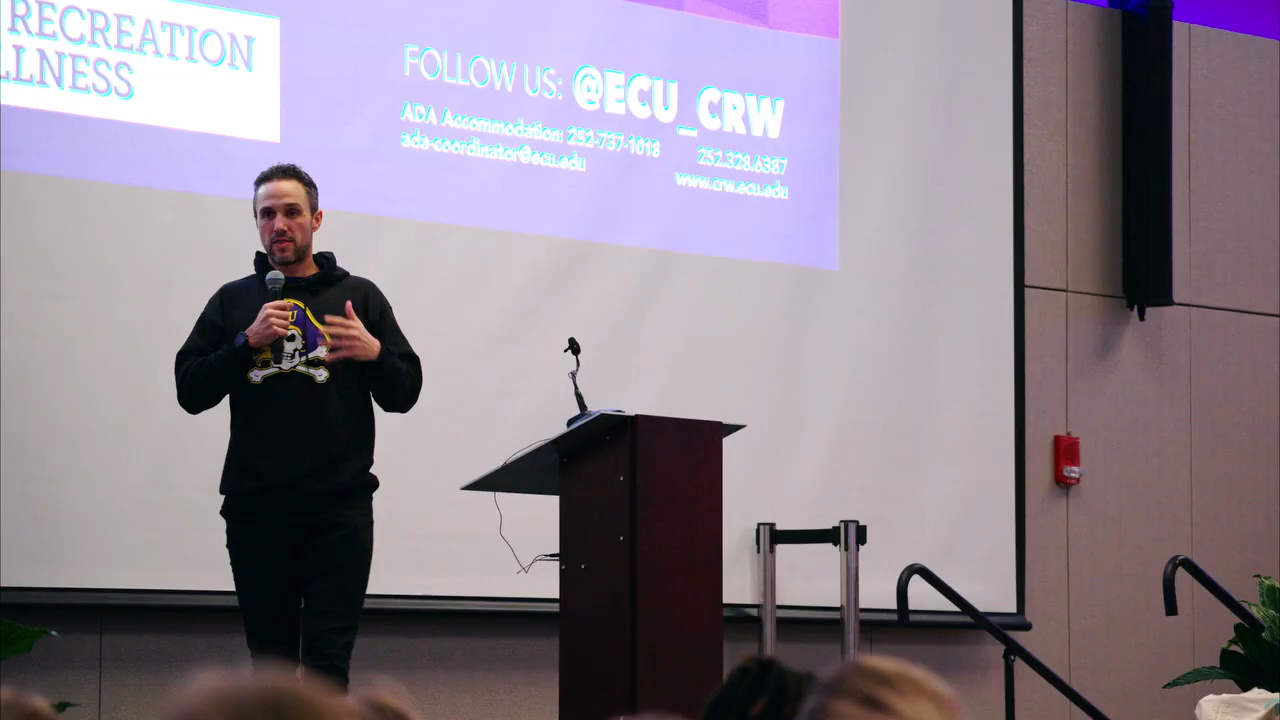 RECREATION
LLNESS
FOLLOW US: @ECU_CRW
ADA Accommodation: 252-737-1018
ada-coordinator@ecu.edu
252.328.6387
www.crw.ecu.edu